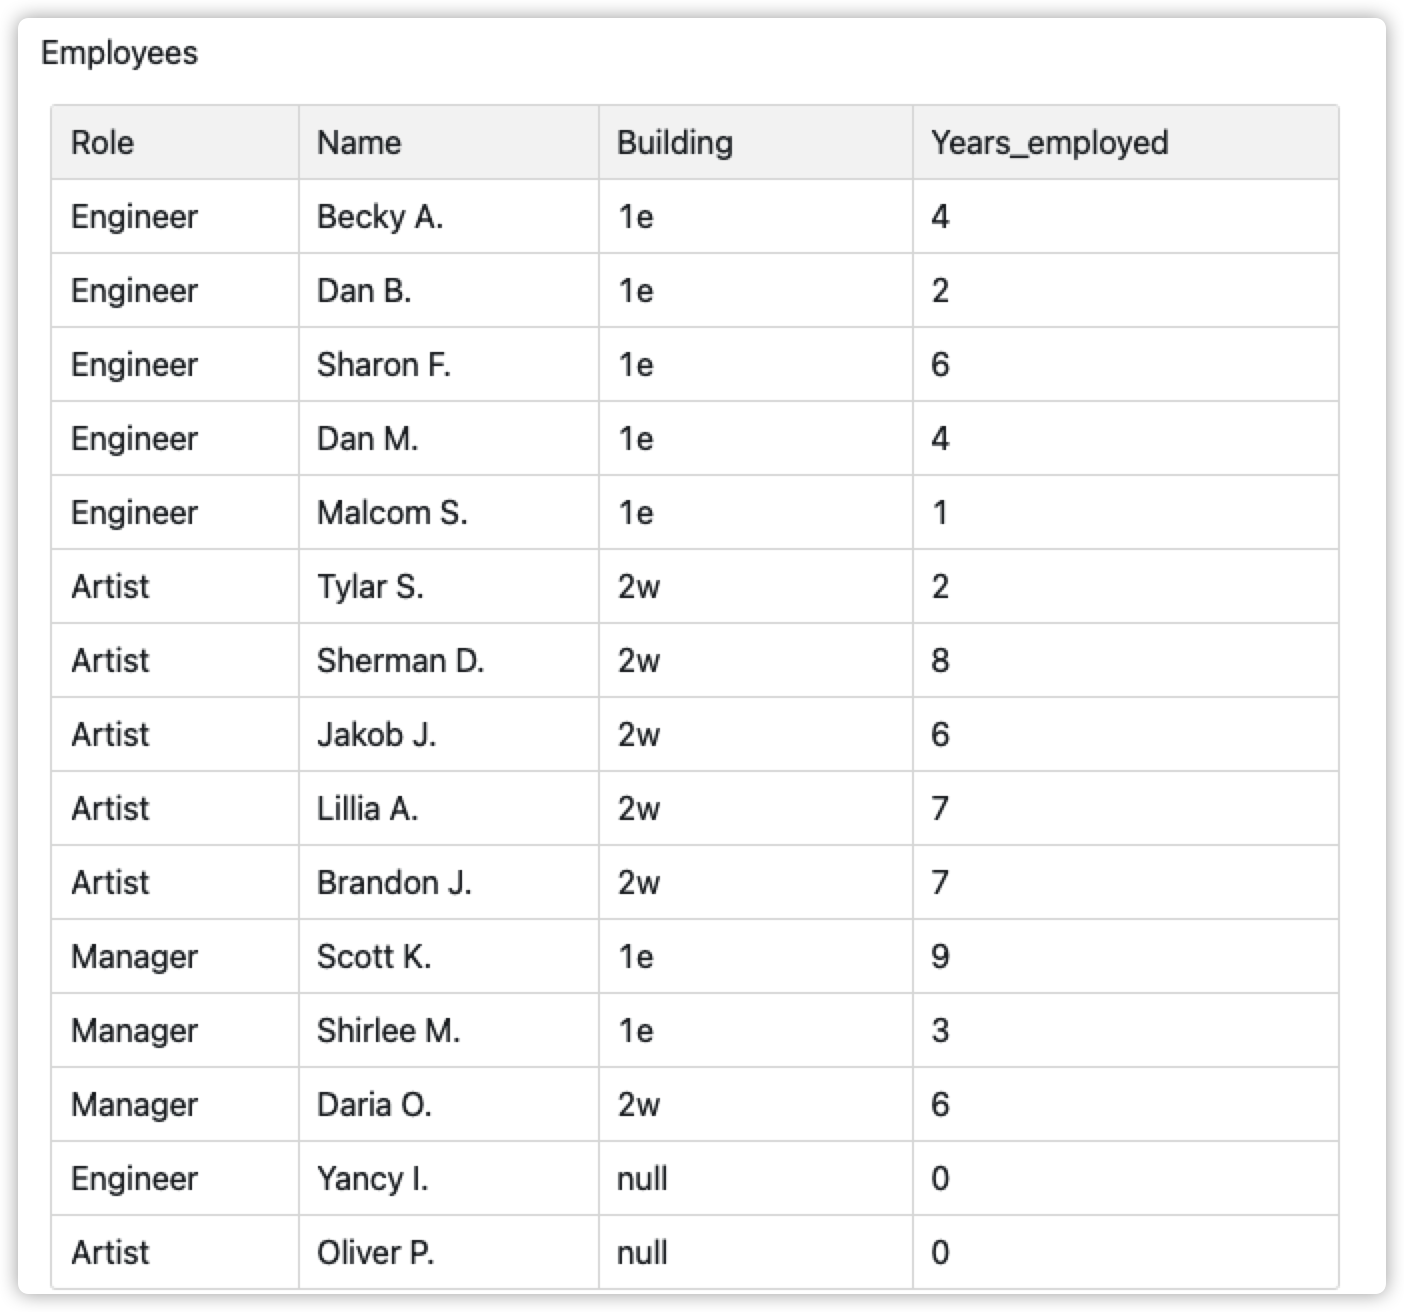 Employees
Role Name Building Years_employed
Engineer Becky A. 1e 4
Engineer Dan B. 1e 2
Engineer Sharon F. 1e 6
Engineer Dan M. 1e 4
Engineer Malcom S. 1e 1
Artist Tylar S. 2w 2
Artist Sherman D. 2w 8
Artist Jakob J. 2w 6
Artist Lillia A. 2w 7
Artist Brandon J. 2w 7
Manager Scott K. 1e 9
Manager Shirlee M. 1e 3
Manager Daria O. 2w 6
Engineer Yancy I. null 0
Artist Oliver P. null 0